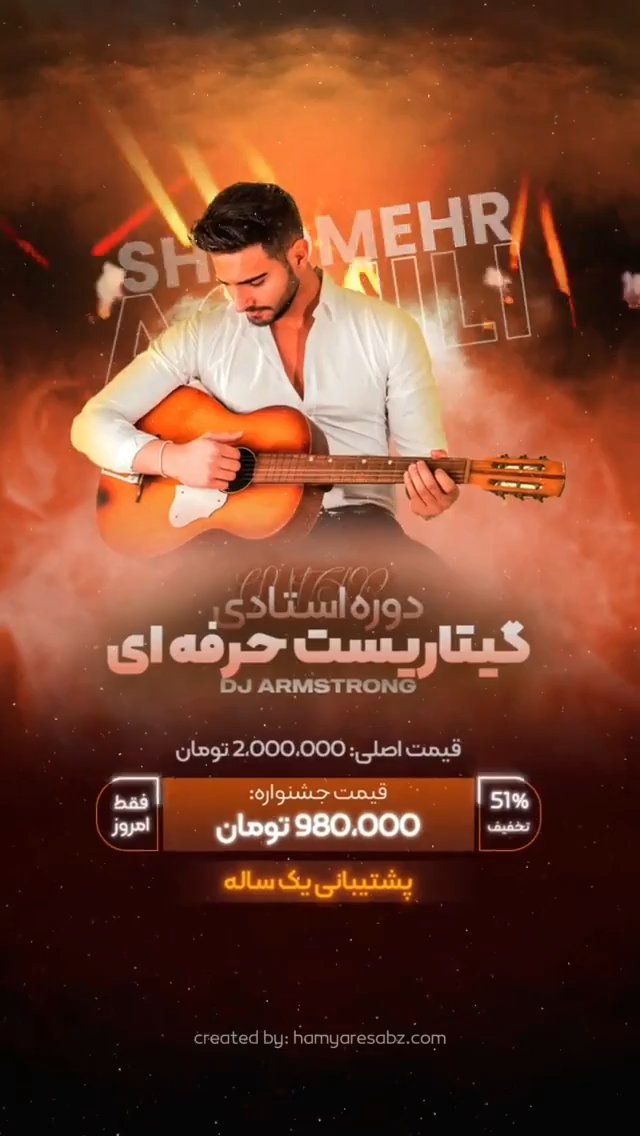 MEHR
دوره استادی
گیتاریست حرفه ای
DJ ARMSTRONG
قیمت اصلی: 2،000،000 تومان
51%
تخفیف
قیمت جشنواره:
980،000 تومان
فقط
امروز
پشتیبانی یک ساله
created by: hamyaresabz.com